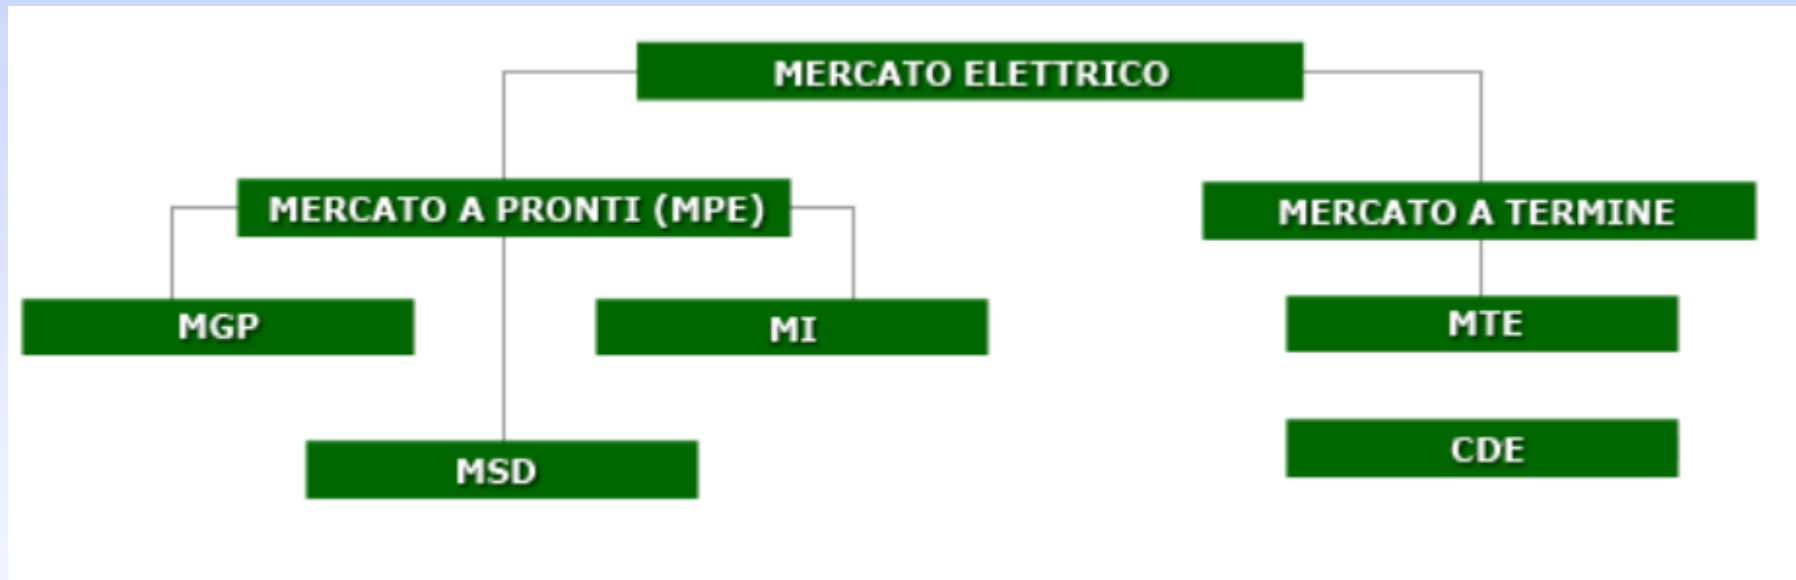 MERCATO ELETTRICO
MERCATO A PRONTI (MPE)
MERCATO A TERMINE
MGP
MI
MTE
CDE
MSD